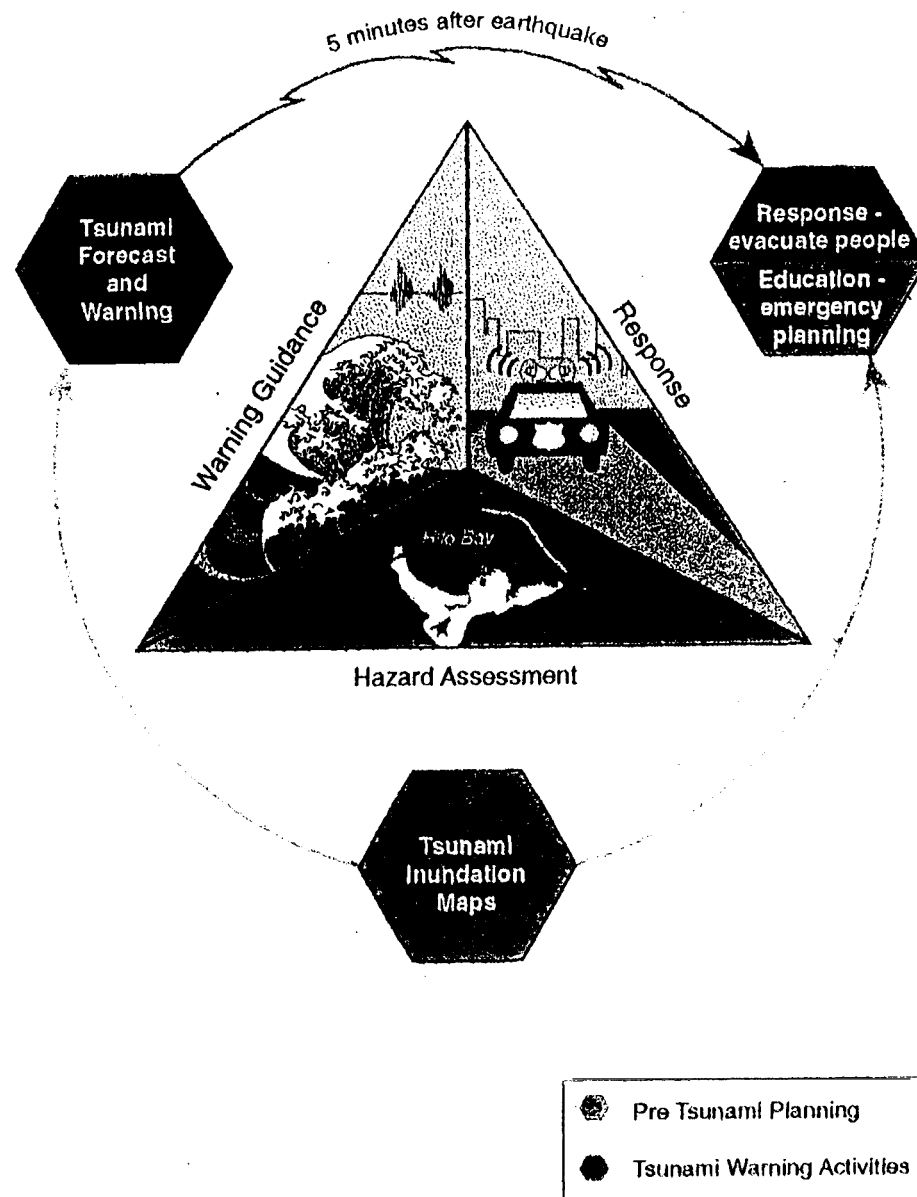 5 minutes after earthquake
Tsunami
Forecast
and
Warning
Response -
evacuate people
Education -
emergency
planning
Warning Guidance
Response
Hilo Bay
Hazard Assessment
Tsunami
Inundation
Maps
Pre Tsunami Planning
Tsunami Warning Activities